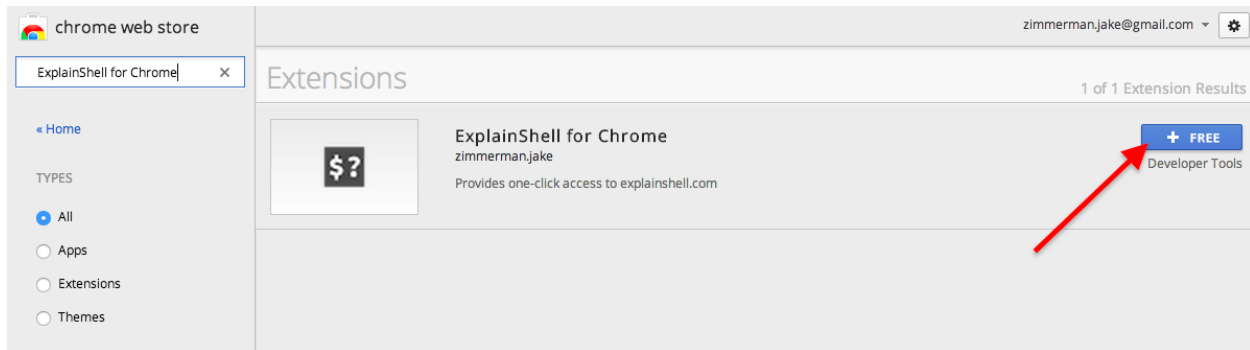 chrome web store
zimmerman.jake@gmail.com
ExplainShell for Chrome
Extensions
1 of 1 Extension Results
« Home
TYPES
All
Apps
Extensions
Themes
$?
ExplainShell for Chrome
zimmerman.jake
Provides one-click access to explainshell.com
+ FREE
Developer Tools